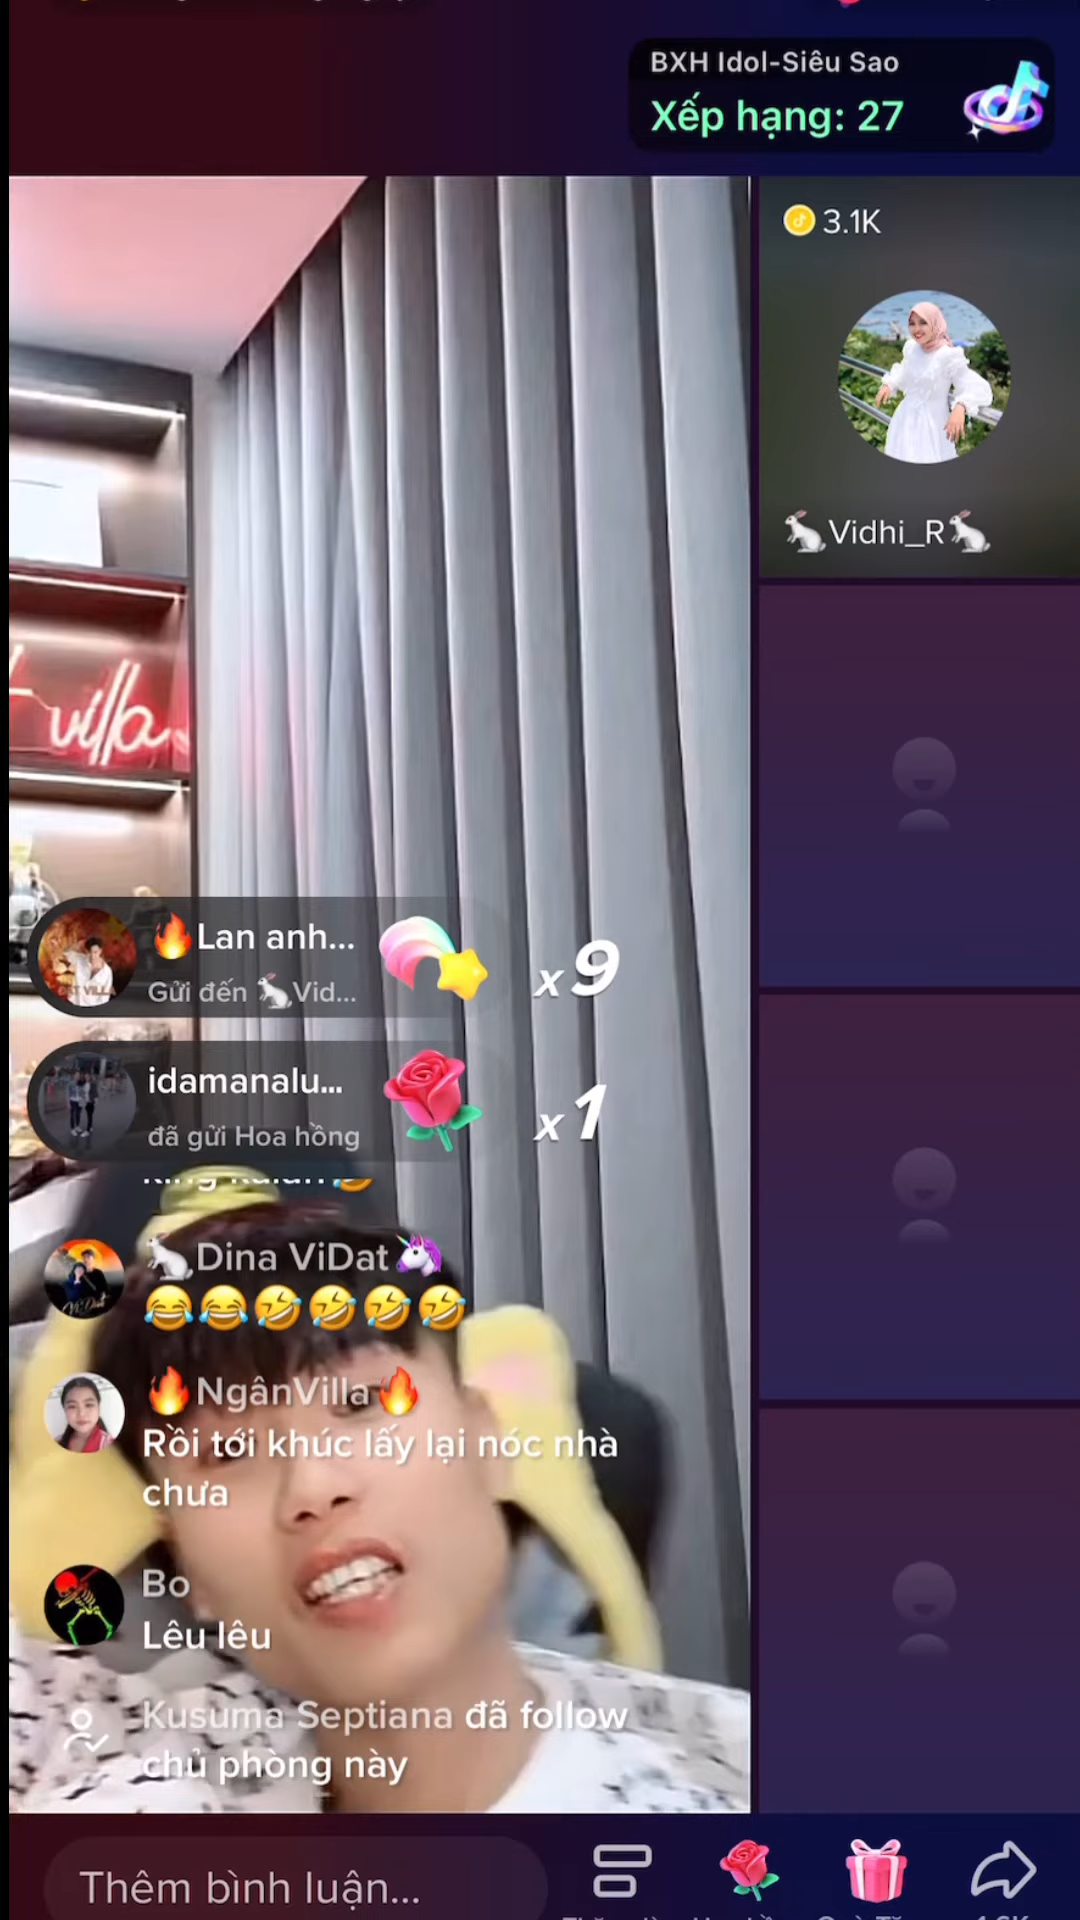 BXH Idol-Siêu Sao
Xếp hạng: 27
3.1K
🐇Vidhi_R🐇
villa
🔥Lan anh...
Gửi đến 🐇Vid...
x9
idamanalu...
đã gửi Hoa hồng
x1
🐇Dina ViDat🦄
😂😂🤣🤣🤣🤣
🔥NgânVilla🔥
Rồi tới khúc lấy lại nóc nhà
chưa
Bo
Lêu lêu
Kusuma Septiana đã follow
chủ phòng này
Thêm bình luận...